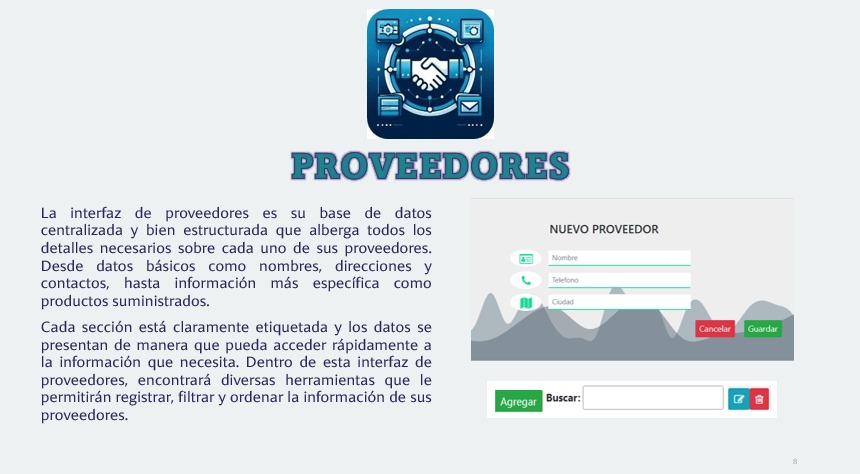 PROVEEDORES
La interfaz de proveedores es su base de datos
centralizada y bien estructurada que alberga todos los
detalles necesarios sobre cada uno de sus proveedores.
Desde datos básicos como nombres, direcciones y
contactos, hasta información más específica como
productos suministrados.
Cada sección está claramente etiquetada y los datos se
presentan de manera que pueda acceder rápidamente a
la información que necesita. Dentro de esta interfaz de
proveedores, encontrará diversas herramientas que le
permitirán registrar, filtrar y ordenar la información de sus
proveedores.
NUEVO PROVEEDOR
Nombre
Telefono
Ciudad
Cancelar Guardar
Agregar Buscar:
8